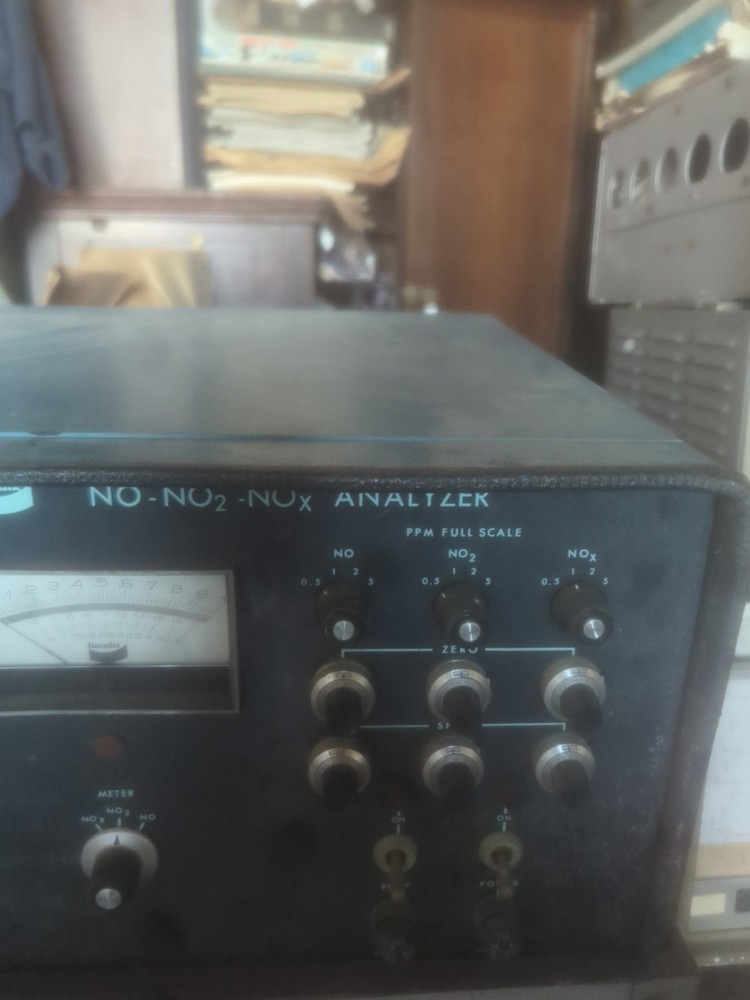 NO-NO₂-NOₓ ANALYZER
PPM FULL SCALE
NO NO₂ NOₓ
0.5 1 2 5 0.5 1 2 5 0.5 1 2 5
1 2 3 4 5 6 7 8 9
ZERO
METER
NOₓ NO₂ NO
ON ON